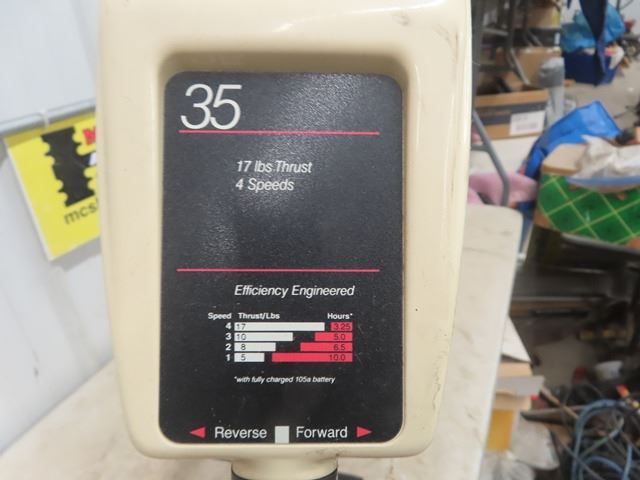 35
17 lbs Thrust
4 Speeds
Efficiency Engineered
Speed Thrust/Lbs Hours*
4 17 3.25
3 10 5.0
2 8 6.5
1 5 10.0
*with fully charged 105a battery
Reverse Forward